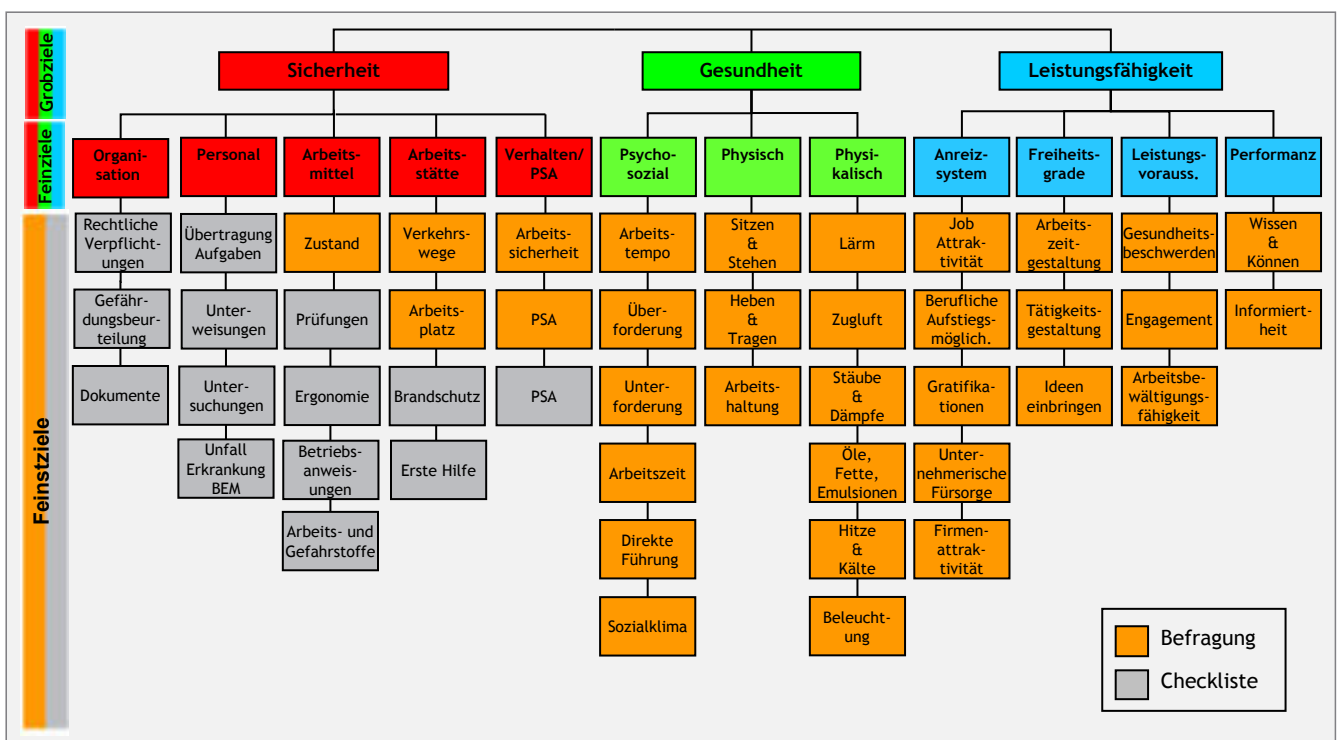 Grobziele
Sicherheit
Gesundheit
Leistungsfähigkeit
Feinziele
Organi-
sation
Personal
Arbeits-
mittel
Arbeits-
stätte
Verhalten/
PSA
Psycho-
sozial
Physisch
Physi-
kalisch
Anreiz-
system
Freiheits-
grade
Leistungs-
vorauss.
Performanz
Feinstziele
Rechtliche
Verpflicht-
ungen
Gefähr-
dungsbeur-
teilung
Dokumente
Übertragung
Aufgaben
Unter-
weisungen
Unter-
suchungen
Unfall
Erkrankung
BEM
Zustand
Prüfungen
Ergonomie
Betriebs-
anweis-
ungen
Arbeits- und
Gefahrstoffe
Verkehrs-
wege
Arbeits-
platz
Brandschutz
Erste Hilfe
Arbeits-
sicherheit
PSA
PSA
Arbeits-
tempo
Über-
forderung
Unter-
forderung
Arbeitszeit
Direkte
Führung
Sozialklima
Sitzen
&
Stehen
Heben
&
Tragen
Arbeits-
haltung
Lärm
Zugluft
Stäube
&
Dämpfe
Öle,
Fette,
Emulsionen
Hitze
&
Kälte
Beleucht-
ung
Job
Attrak-
tivität
Berufliche
Aufstiegs-
möglich.
Gratifika-
tionen
Unter-
nehmerische
Fürsorge
Firmen-
attrak-
tivität
Arbeits-
zeit-
gestaltung
Tätigkeits-
gestaltung
Ideen
einbringen
Gesundheits-
beschwerden
Engagement
Arbeitsbe-
wältigungs-
fähigkeit
Wissen
&
Können
Informiert-
heit
Befragung
Checkliste